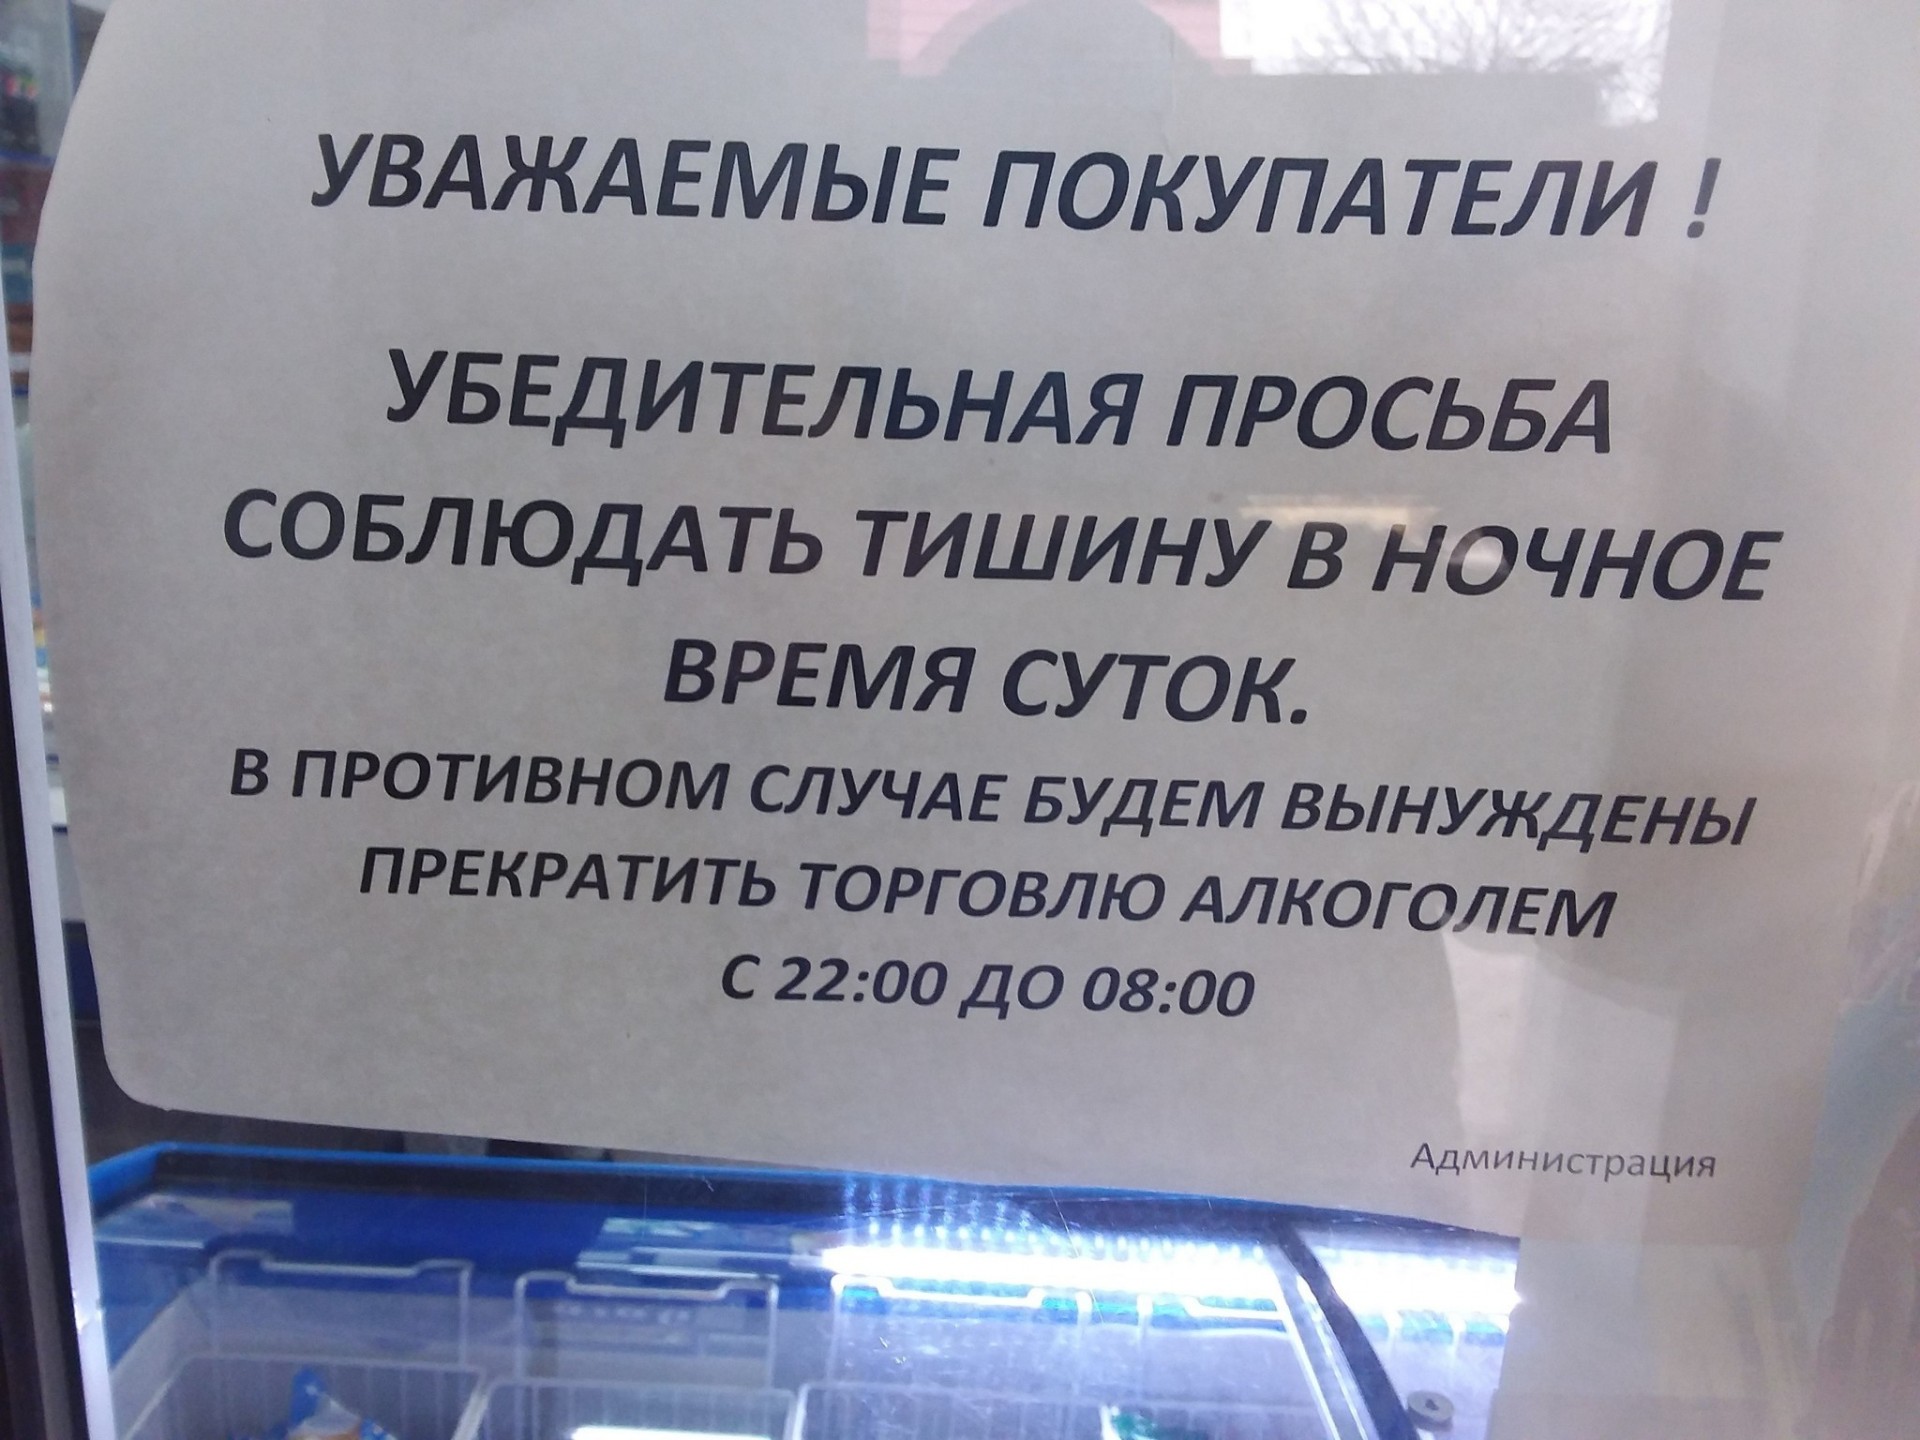 УВАЖАЕМЫЕ ПОКУПАТЕЛИ !
УБЕДИТЕЛЬНАЯ ПРОСЬБА
СОБЛЮДАТЬ ТИШИНУ В НОЧНОЕ
ВРЕМЯ СУТОК.
В ПРОТИВНОМ СЛУЧАЕ БУДЕМ ВЫНУЖДЕНЫ
ПРЕКРАТИТЬ ТОРГОВЛЮ АЛКОГОЛЕМ
С 22:00 ДО 08:00
Администрация